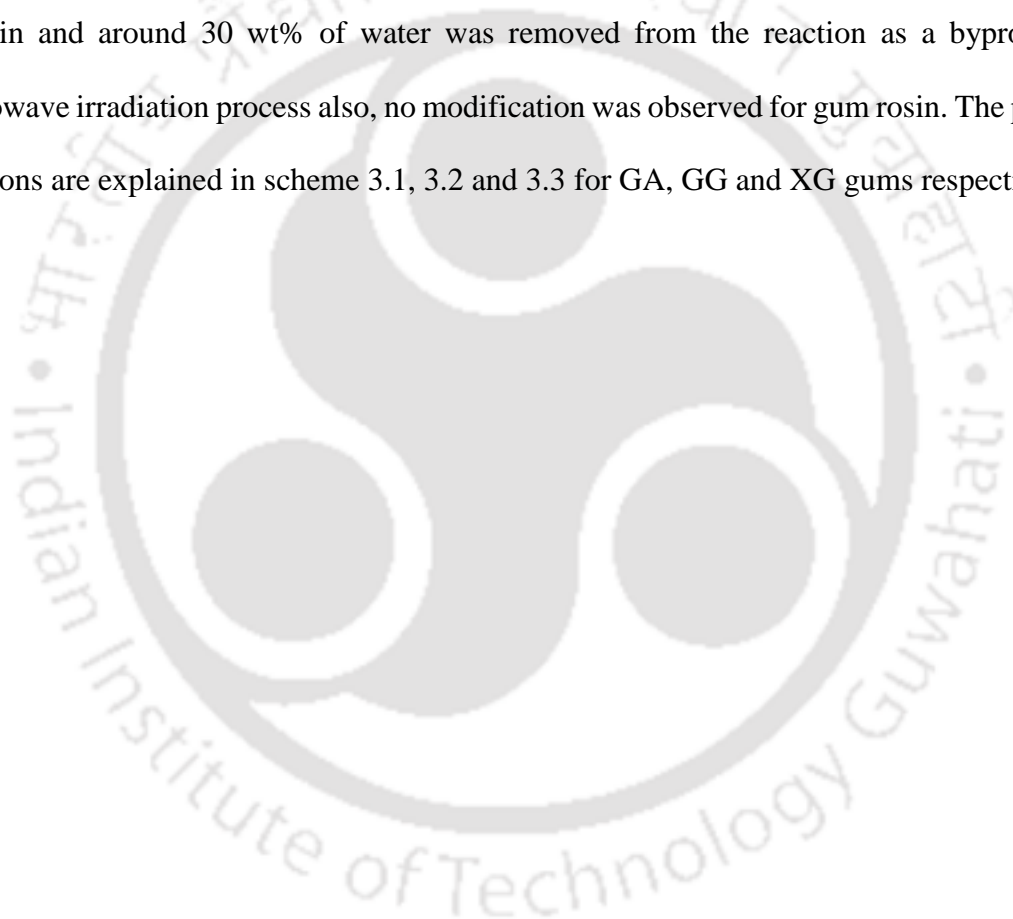 in and around 30 wt% of water was removed from the reaction as a bypro
wave irradiation process also, no modification was observed for gum rosin. The p
ons are explained in scheme 3.1, 3.2 and 3.3 for GA, GG and XG gums respecti
Indian Institute of Technology Guwahati